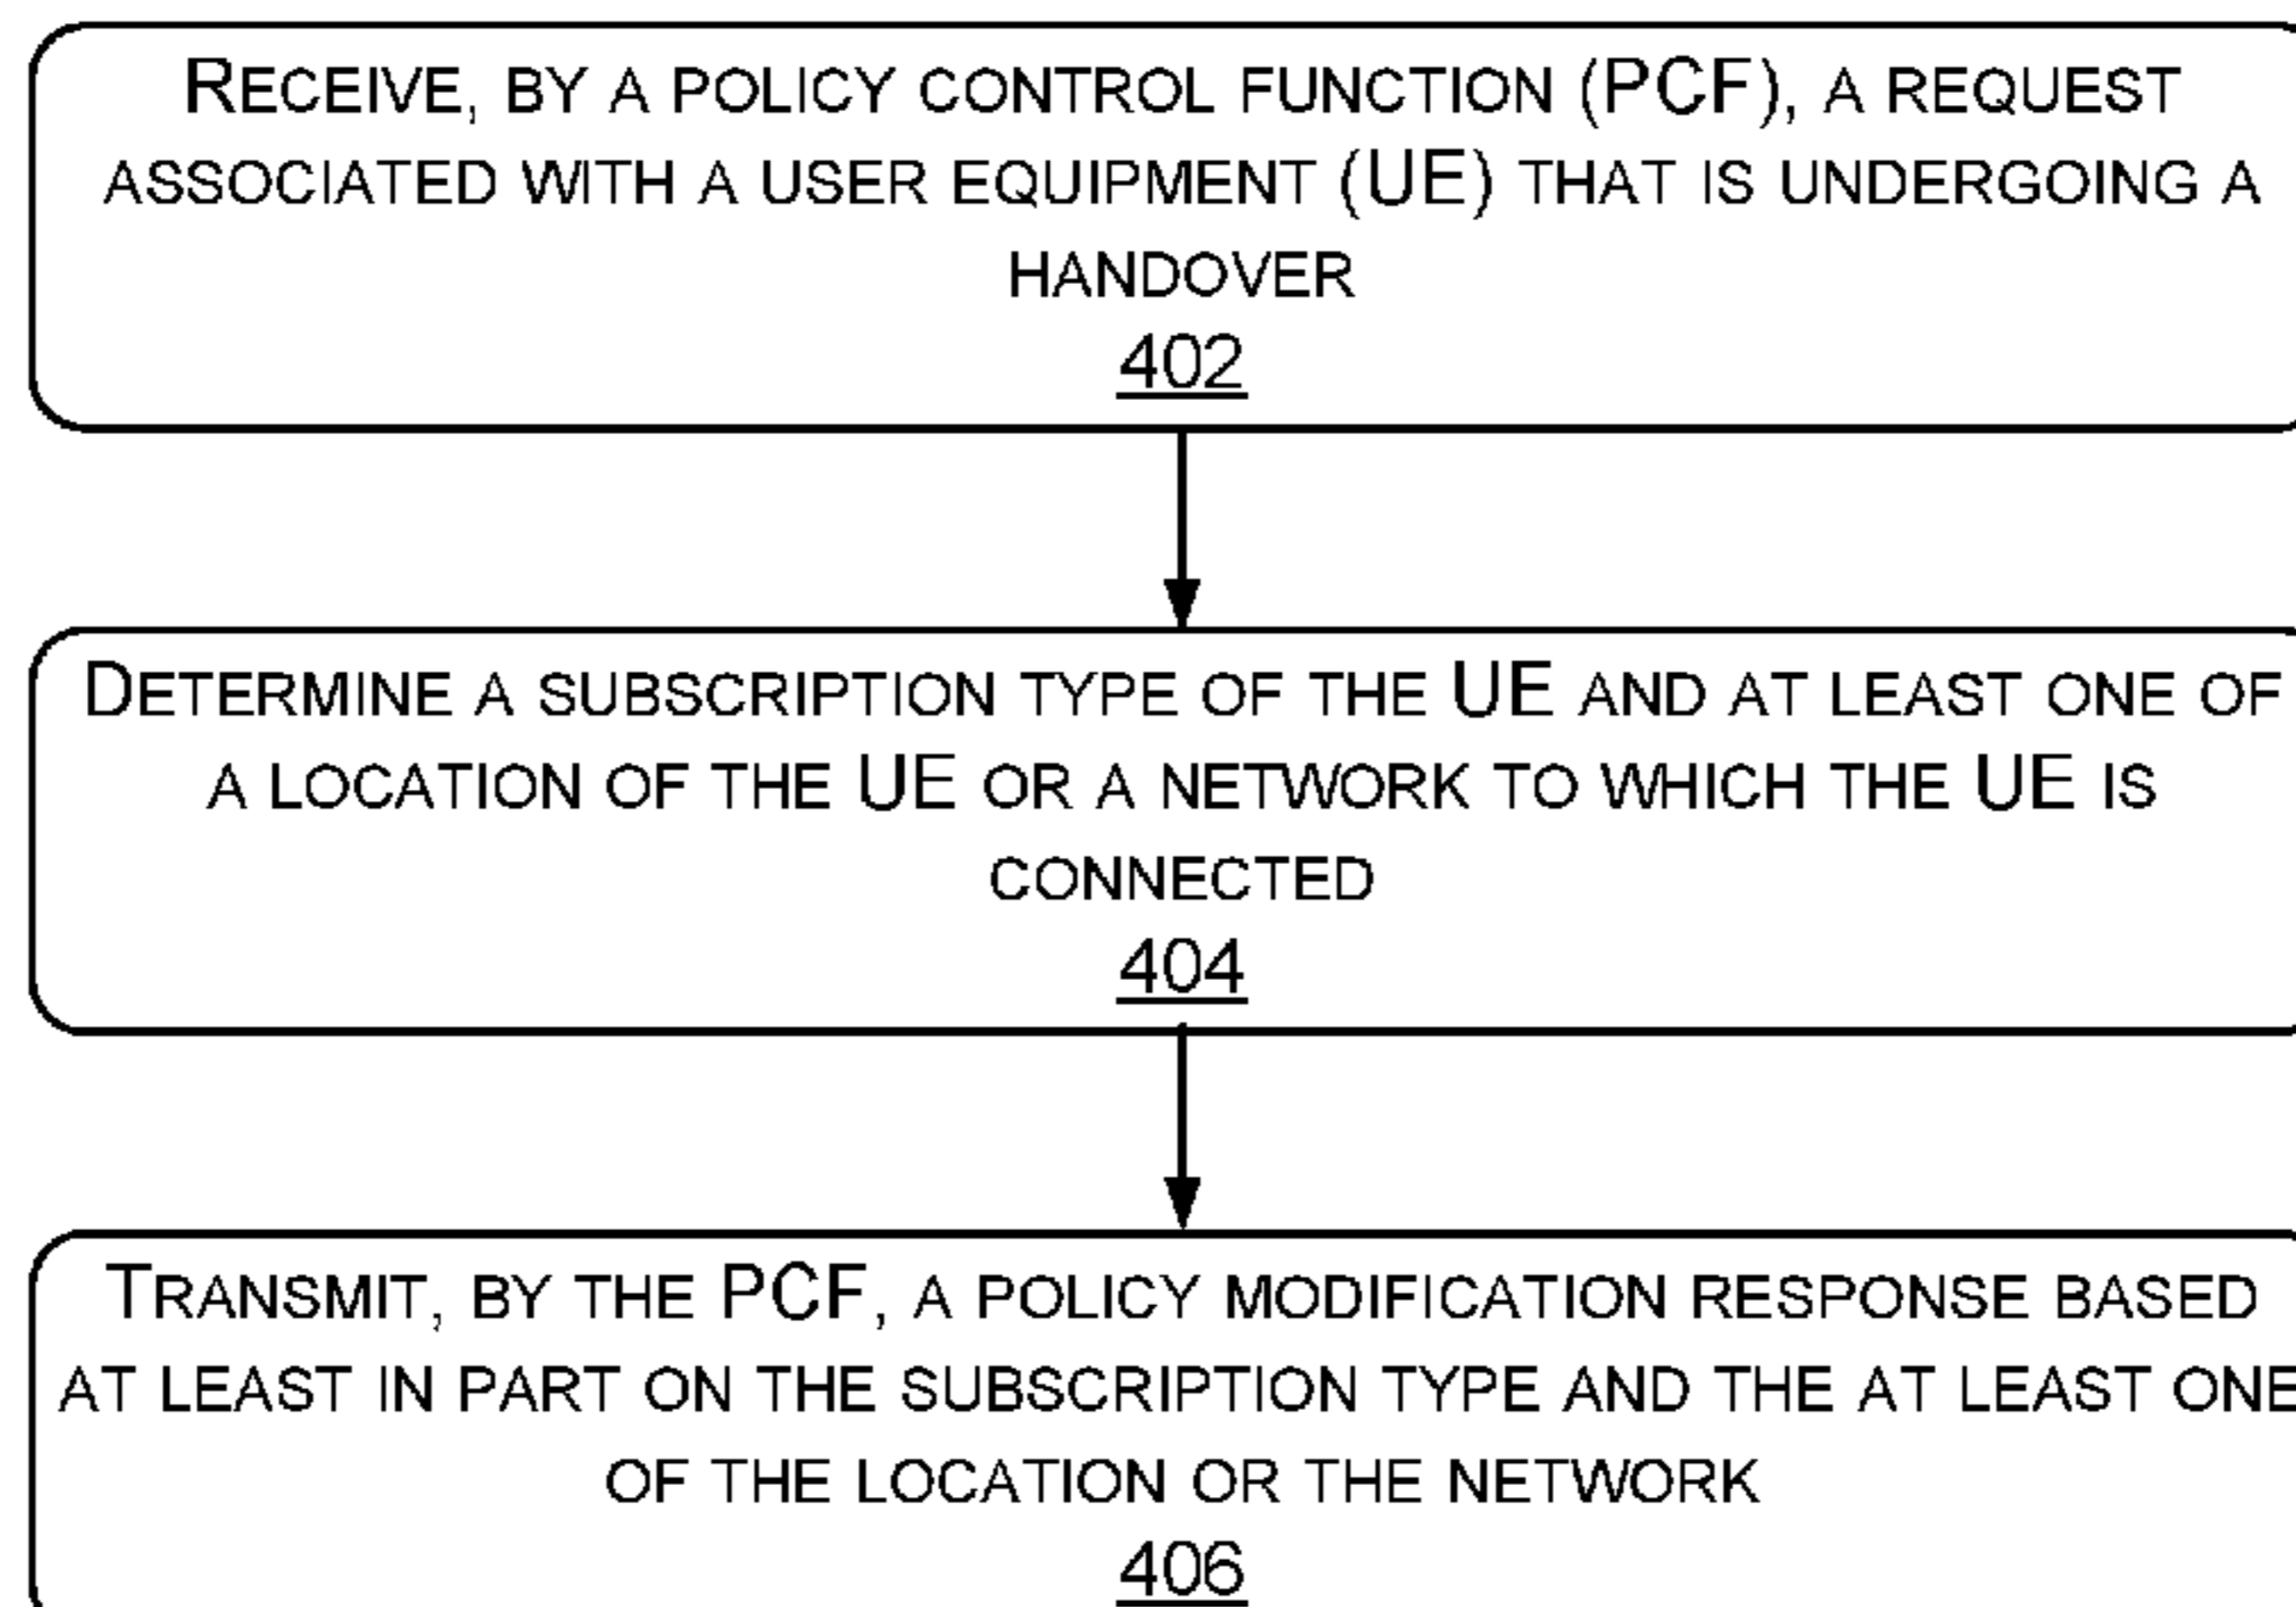 Receive, by a policy control function (PCF), a request
associated with a user equipment (UE) that is undergoing a
handover
402
Determine a subscription type of the UE and at least one of
a location of the UE or a network to which the UE is
connected
404
Transmit, by the PCF, a policy modification response based
at least in part on the subscription type and the at least one
of the location or the network
406